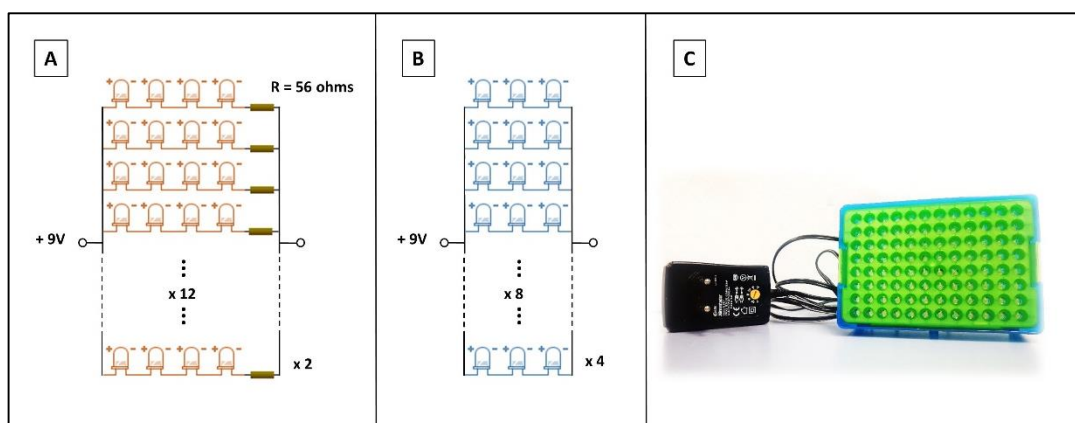 A
R = 56 ohms
+ - + - + - + -
+ - + - + - + -
+ - + - + - + -
+ - + - + - + -
+ 9V
x 12
+ - + - + - + -
x 2
B
+ - + - + -
+ - + - + -
+ - + - + -
+ - + - + -
+ 9V
x 8
+ - + - + -
x 4
C